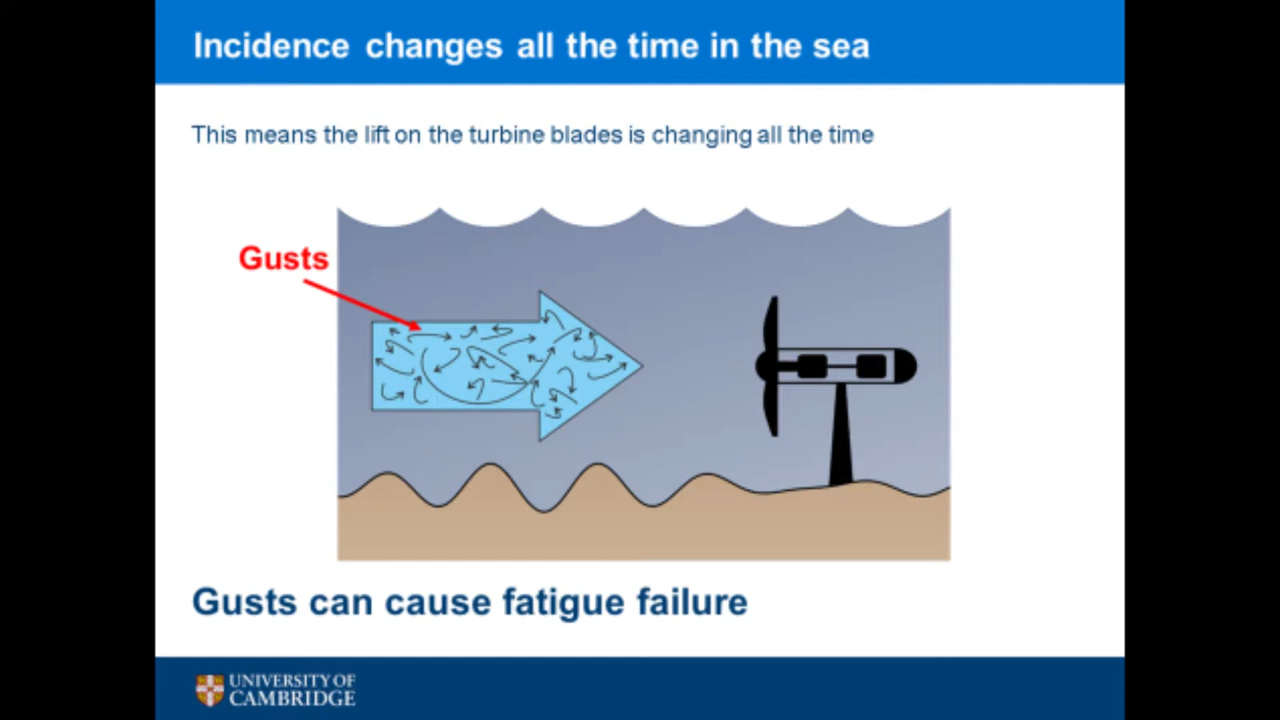 Incidence changes all the time in the sea
This means the lift on the turbine blades is changing all the time
Gusts
Gusts can cause fatigue failure
UNIVERSITY OF
CAMBRIDGE